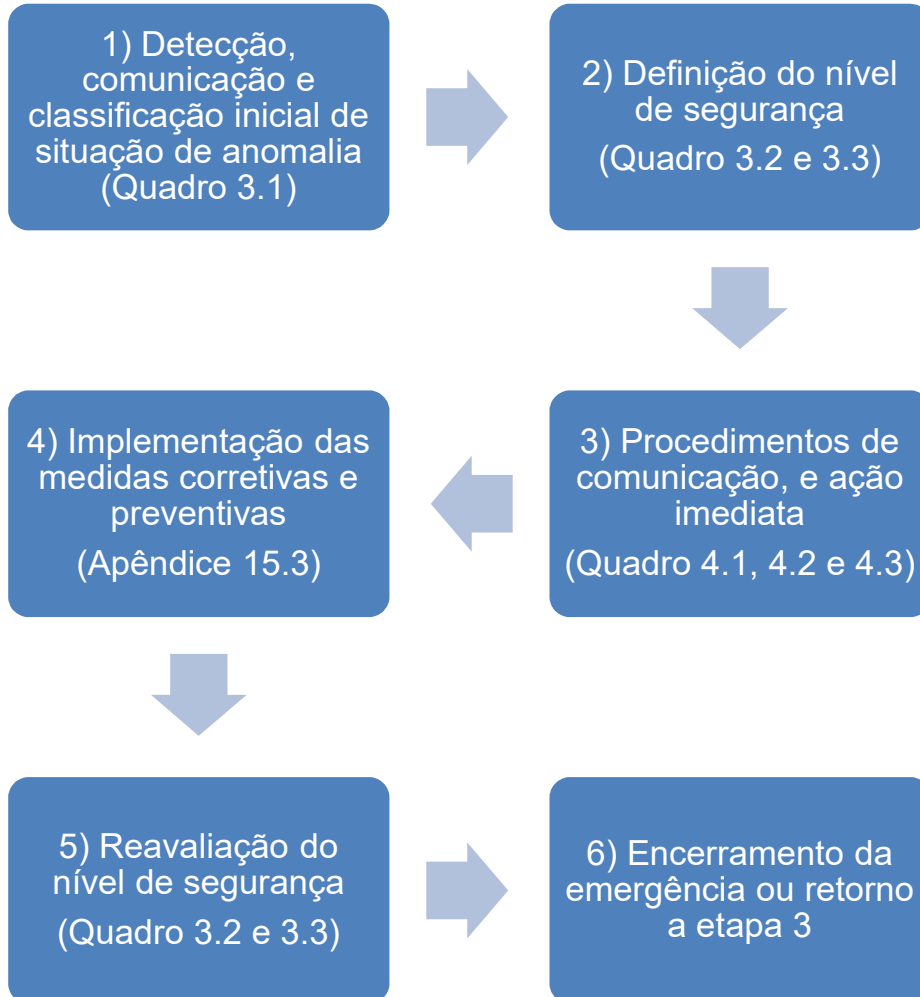 1) Detecção,
comunicação e
classificação inicial de
situação de anomalia
(Quadro 3.1)
2) Definição do nível
de segurança
(Quadro 3.2 e 3.3)
3) Procedimentos de
comunicação, e ação
imediata
(Quadro 4.1, 4.2 e 4.3)
4) Implementação das
medidas corretivas e
preventivas
(Apêndice 15.3)
5) Reavaliação do
nível de segurança
(Quadro 3.2 e 3.3)
6) Encerramento da
emergência ou retorno
a etapa 3